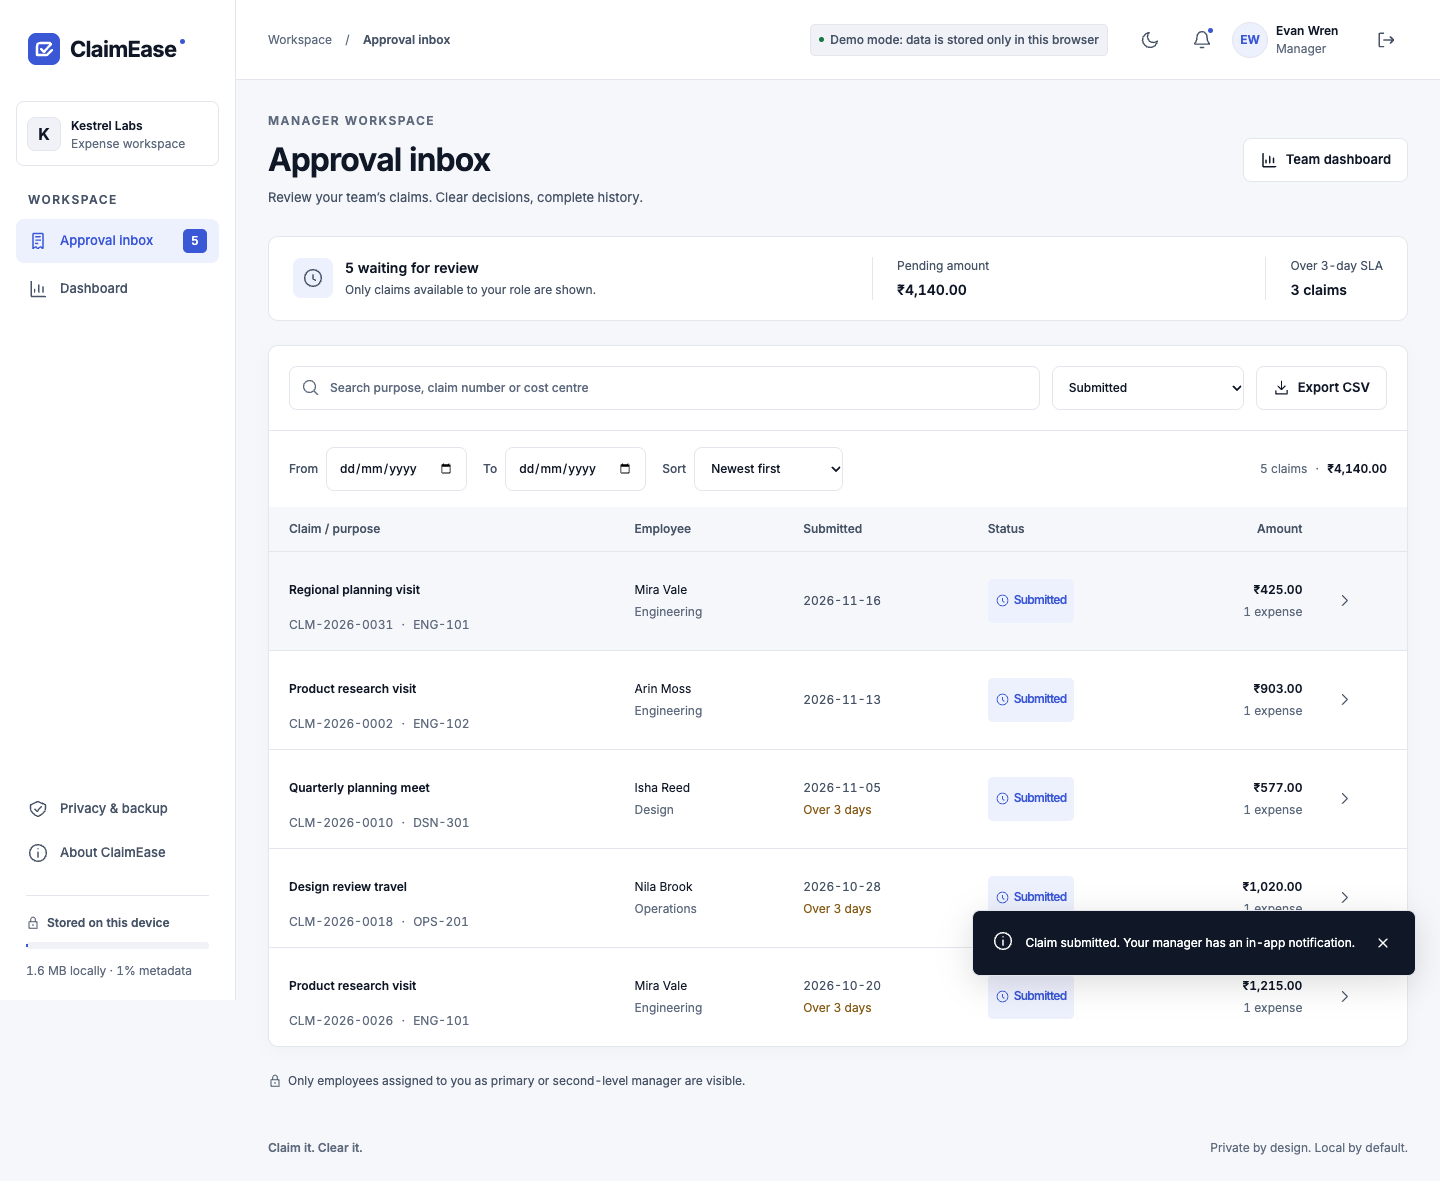 ClaimEase
Workspace / Approval inbox
Demo mode: data is stored only in this browser
EW
Evan Wren
Manager
K
Kestrel Labs
Expense workspace
WORKSPACE
Approval inbox 5
Dashboard
Privacy & backup
About ClaimEase
Stored on this device
1.6 MB locally · 1% metadata
MANAGER WORKSPACE
Approval inbox
Review your team's claims. Clear decisions, complete history.
Team dashboard
5 waiting for review
Only claims available to your role are shown.
Pending amount
₹4,140.00
Over 3-day SLA
3 claims
Search purpose, claim number or cost centre
Submitted
Export CSV
From dd/mm/yyyy To dd/mm/yyyy Sort Newest first
5 claims · ₹4,140.00
Claim / purpose Employee Submitted Status Amount
Regional planning visit
CLM-2026-0031 · ENG-101
Mira Vale
Engineering
2026-11-16
Submitted
₹425.00
1 expense
Product research visit
CLM-2026-0002 · ENG-102
Arin Moss
Engineering
2026-11-13
Submitted
₹903.00
1 expense
Quarterly planning meet
CLM-2026-0010 · DSN-301
Isha Reed
Design
2026-11-05
Over 3 days
Submitted
₹577.00
1 expense
Design review travel
CLM-2026-0018 · OPS-201
Nila Brook
Operations
2026-10-28
Over 3 days
Submitted
₹1,020.00
1 expense
Claim submitted. Your manager has an in-app notification.
Product research visit
CLM-2026-0026 · ENG-101
Mira Vale
Engineering
2026-10-20
Over 3 days
Submitted
₹1,215.00
1 expense
Only employees assigned to you as primary or second-level manager are visible.
Claim it. Clear it.
Private by design. Local by default.